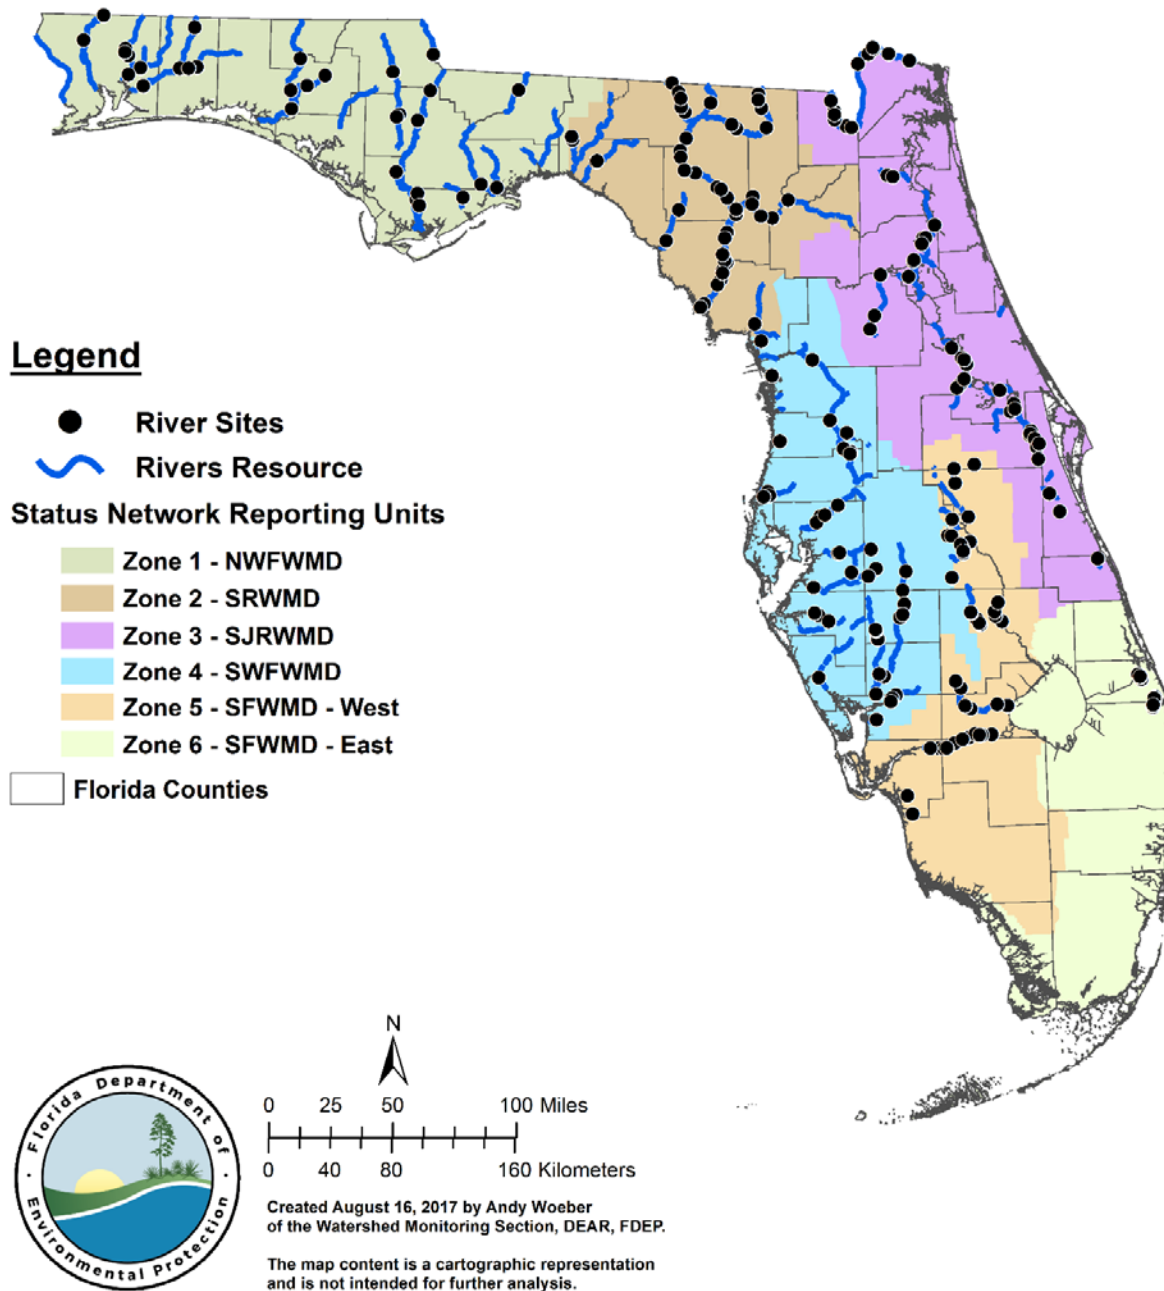 Legend
River Sites
Rivers Resource
Status Network Reporting Units
Zone 1 - NWFWMD
Zone 2 - SRWMD
Zone 3 - SJRWMD
Zone 4 - SWFWMD
Zone 5 - SFWMD - West
Zone 6 - SFWMD - East
Florida Counties
N
0 25 50 100 Miles
0 40 80 160 Kilometers
Florida Department of
Environmental Protection
Created August 16, 2017 by Andy Woeber
of the Watershed Monitoring Section, DEAR, FDEP.
The map content is a cartographic representation
and is not intended for further analysis.